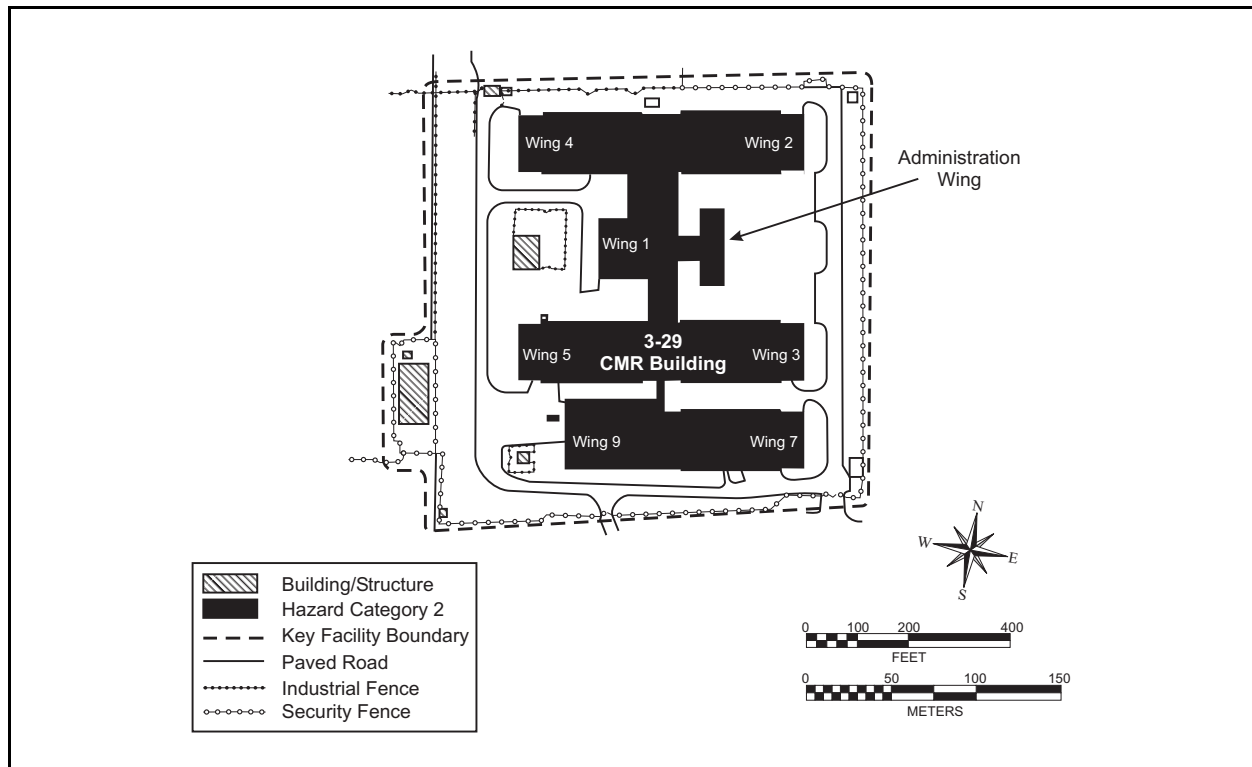 Wing 4
Wing 2
Administration
Wing
Wing 1
3-29
CMR Building
Wing 5
Wing 3
Wing 9
Wing 7
N
W
E
S
Building/Structure
Hazard Category 2
Key Facility Boundary
Paved Road
Industrial Fence
Security Fence
0 100 200 400
FEET
0 50 100 150
METERS